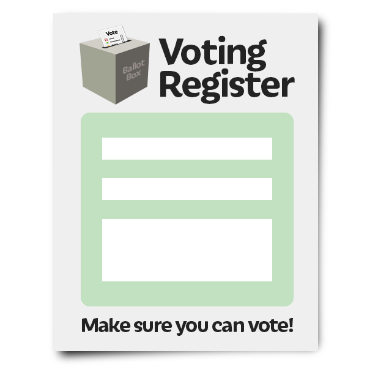 Vote
Ballot
Box
Voting
Register
Make sure you can vote!